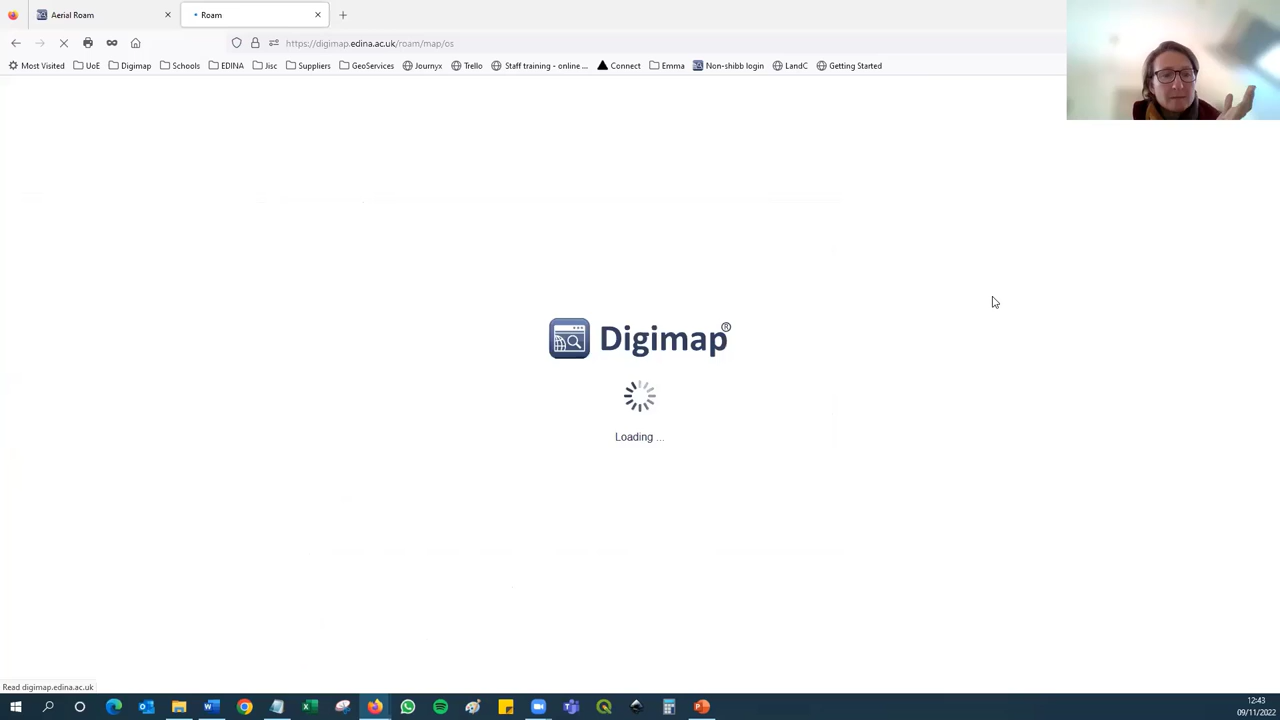 Aerial Roam
Roam
https://digimap.edina.ac.uk/roam/map/os
Most Visited UoE Digimap Schools EDINA Jisc Suppliers GeoServices Journyx Trello Staff training - online ... Connect Emma Non-shibb login LandC Getting Started
Digimap®
Loading ...
Read digimap.edina.ac.uk
12:43
09/11/2022